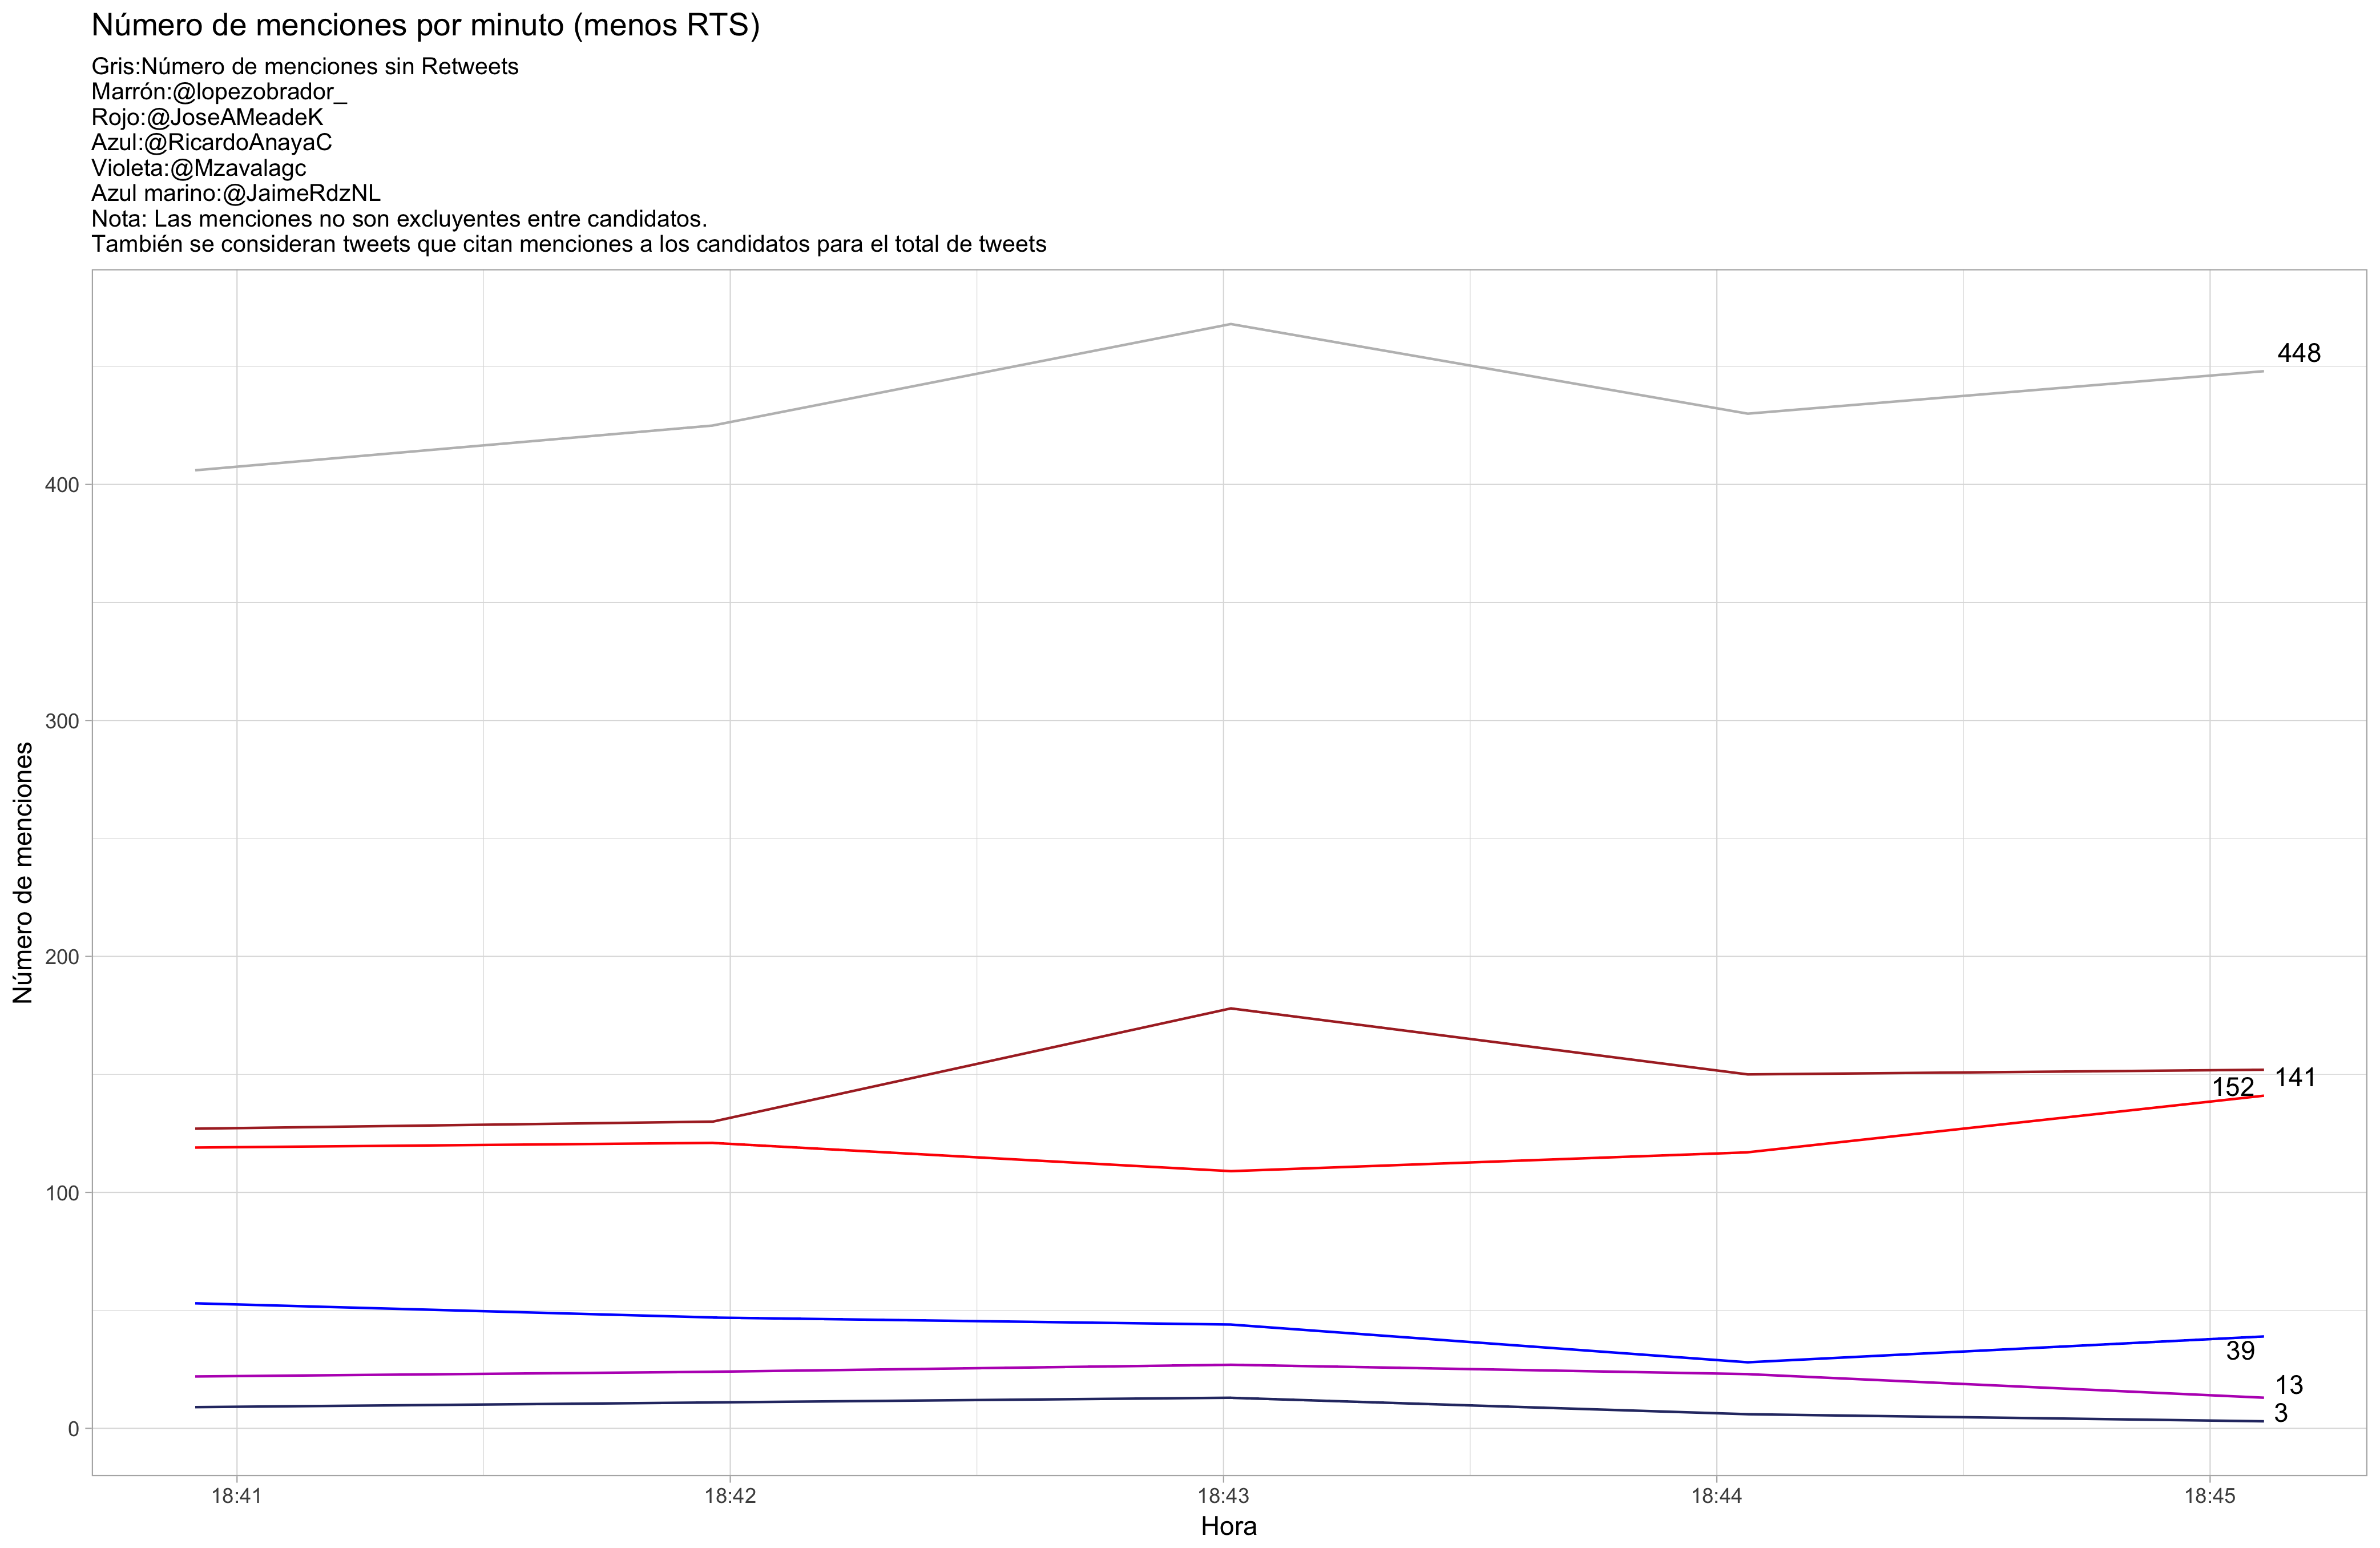 Número de menciones por minuto (menos RTS)
Gris:Número de menciones sin Retweets
Marrón:@lopezobrador_
Rojo:@JoseAMeadeK
Azul:@RicardoAnayaC
Violeta:@Mzavalagc
Azul marino:@JaimeRdzNL
Nota: Las menciones no son excluyentes entre candidatos.
También se consideran tweets que citan menciones a los candidatos para el total de tweets
448
400
300
Número de menciones
200
141
152
100
39
13
3
0
18:41
18:42
18:43
18:44
18:45
Hora